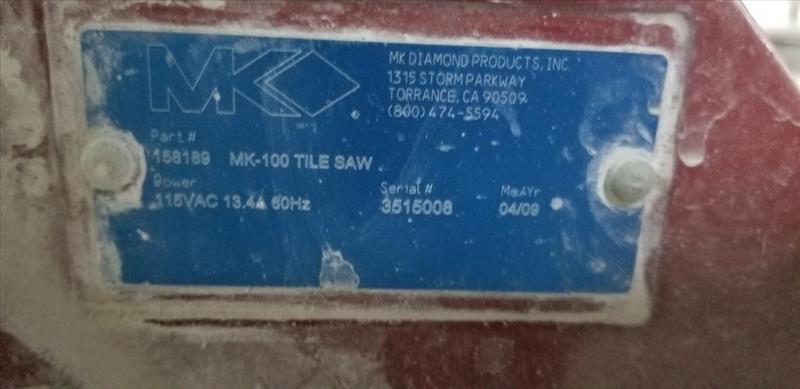 MK
MK DIAMOND PRODUCTS, INC
1315 STORM PARKWAY
TORRANCE, CA 90509
(800) 474-5594
Part #
158189 MK-100 TILE SAW
Power
115VAC 13.4A 60Hz
Serial #
3515008
Mo/Yr
04/09